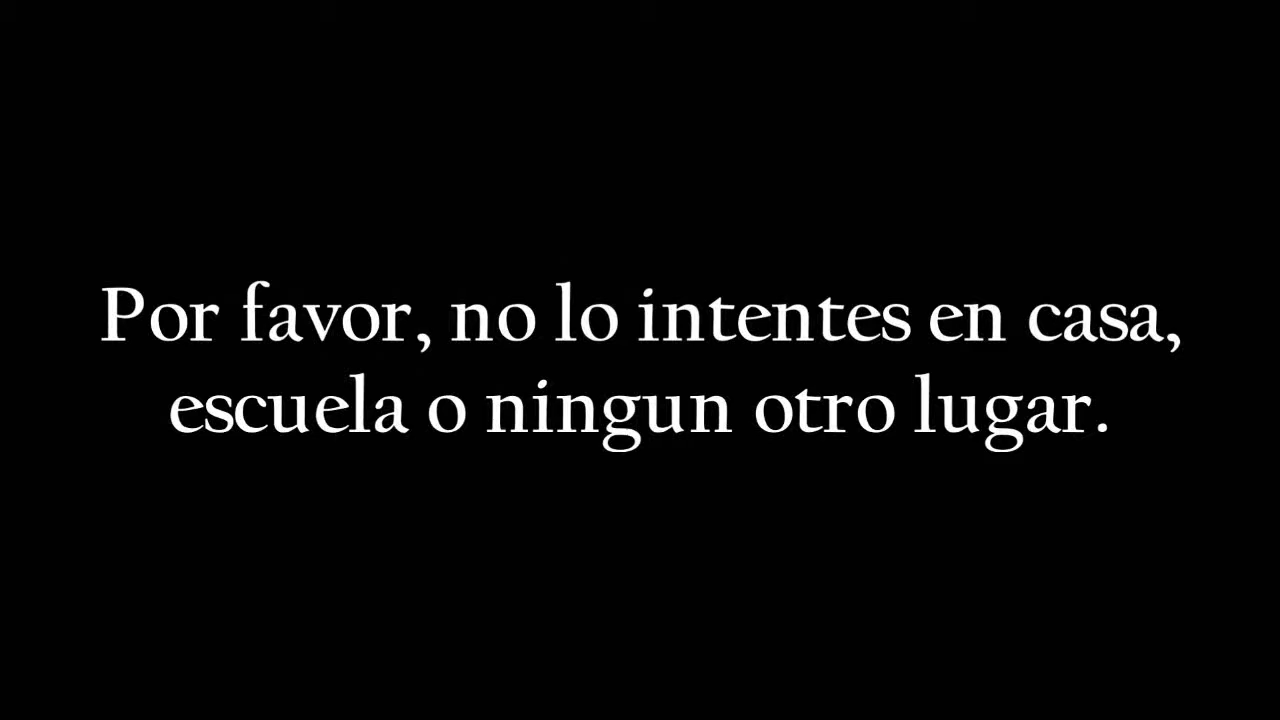 Por favor, no lo intentes en casa,
escuela o ningun otro lugar.